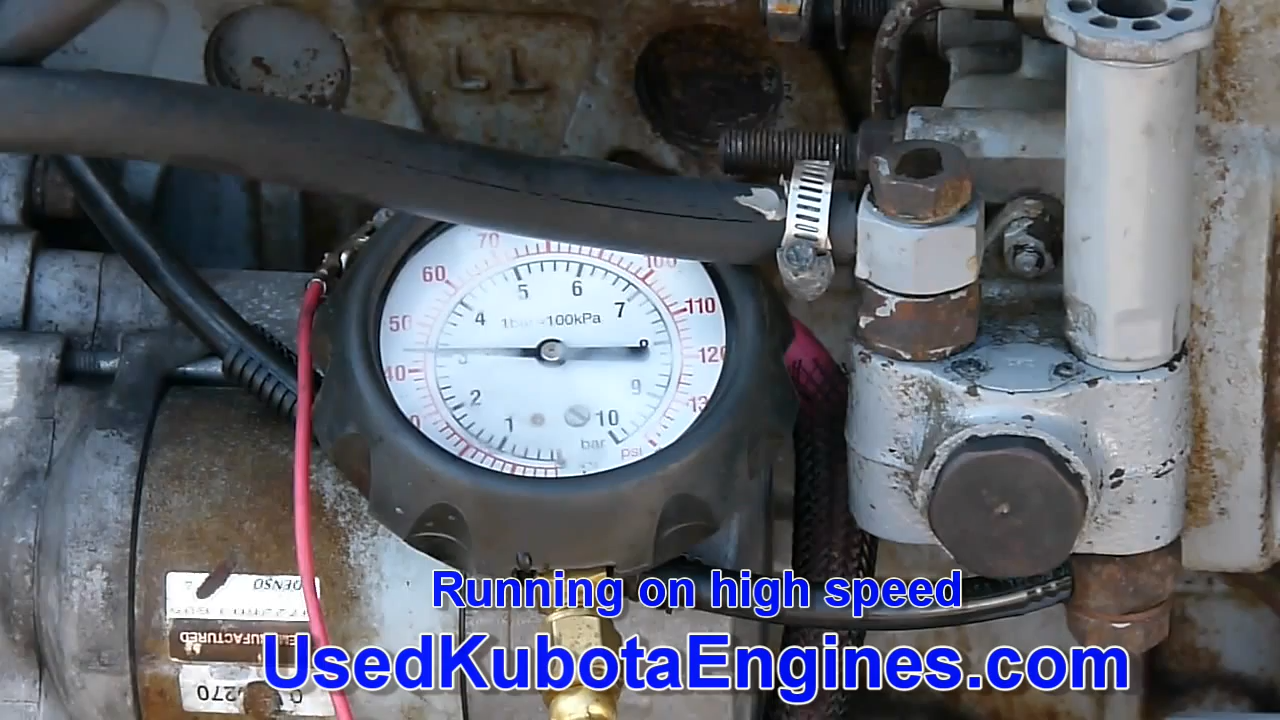 LL
70
60
100
50
5
6
110
4
1bar=100kPa
7
3
8
120
40
2
9
1
10
bar
psi
Running on high speed
DENSO
UsedKubotaEngines.com